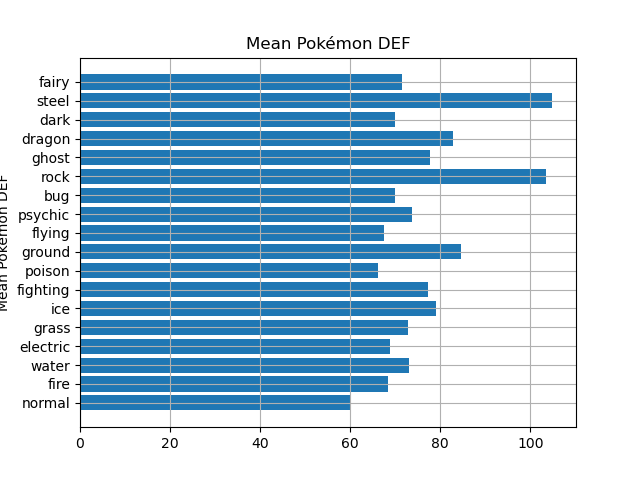 Mean Pokémon DEF
fairy
steel
dark
dragon
ghost
rock
bug
psychic
flying
ground
poison
fighting
ice
grass
electric
water
fire
normal
0 20 40 60 80 100
Mean Pokémon DEF